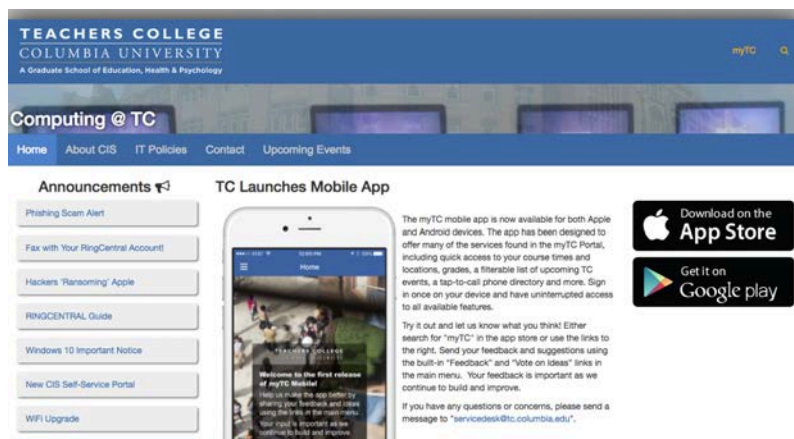 TEACHERS COLLEGE
COLUMBIA UNIVERSITY
A Graduate School of Education, Health & Psychology
myTC
Computing @ TC
Home About CIS IT Policies Contact Upcoming Events
Announcements
Phishing Scam Alert
Fax with Your RingCentral Account!
Hackers 'Ransoming' Apple
RINGCENTRAL Guide
Windows 10 Important Notice
New CIS Self-Service Portal
WiFi Upgrade
TC Launches Mobile App
12:00 PM
Home
TEACHERS COLLEGE
Welcome to the first release
of myTC Mobile!
Help us make the app better by
sharing your feedback and ideas
using the links in the main menu.
Your input is important as we
continue to build and improve
The myTC mobile app is now available for both Apple
and Android devices. The app has been designed to
offer many of the services found in the myTC Portal,
including quick access to your course times and
locations, grades, a filterable list of upcoming TC
events, a tap-to-call phone directory and more. Sign
in once on your device and have uninterrupted access
to all available features.
Try it out and let us know what you think! Either
search for "myTC" in the app store or use the links to
the right. Send your feedback and suggestions using
the built-in "Feedback" and "Vote on Ideas" links in
the main menu. Your feedback is important as we
continue to build and improve.
If you have any questions or concerns, please send a
message to "servicedesk@tc.columbia.edu".
Download on the
App Store
Get it on
Google play